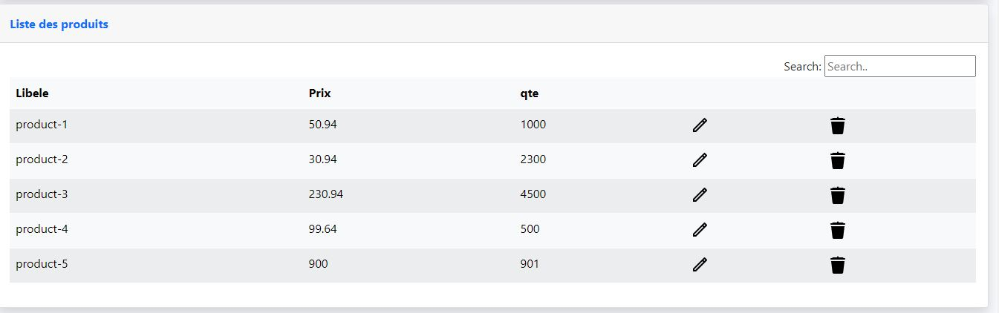 Liste des produits
Search: Search..
Libele Prix qte
product-1 50.94 1000
product-2 30.94 2300
product-3 230.94 4500
product-4 99.64 500
product-5 900 901